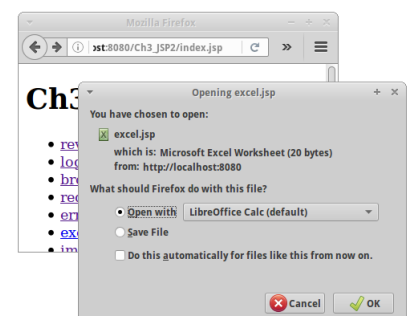 Mozilla Firefox
ost:8080/Ch3_JSP2/index.jsp
Ch3
Opening excel.jsp
You have chosen to open:
excel.jsp
which is: Microsoft Excel Worksheet (20 bytes)
from: http://localhost:8080
What should Firefox do with this file?
Open with LibreOffice Calc (default)
Save File
Do this automatically for files like this from now on.
Cancel OK